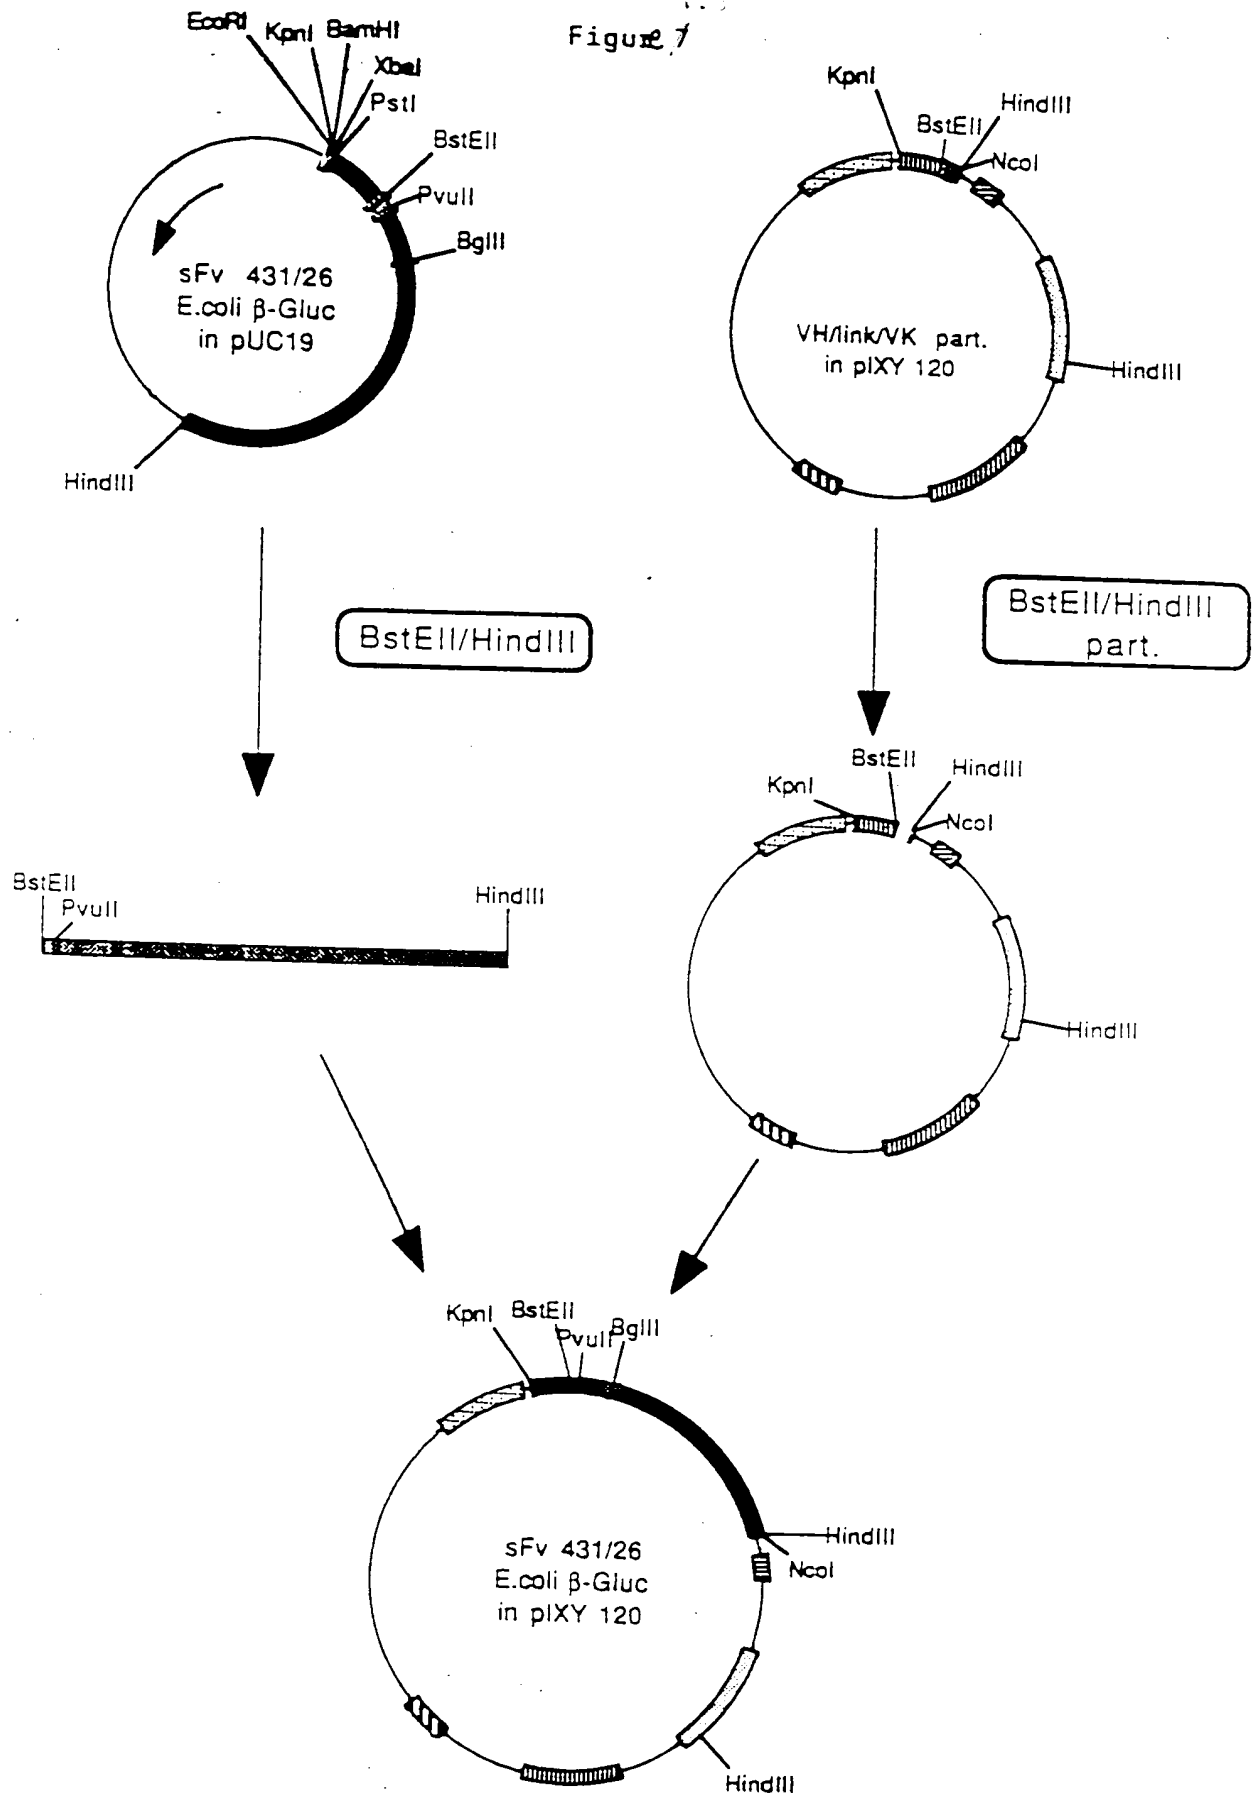 Figure 7
EcoRI
KpnI
BamHI
XbaI
PstI
BstEII
PvuII
BglII
sFv 431/26
E.coli β-Gluc
in pUC19
HindIII
KpnI
HindIII
BstEII
NcoI
VH/link/VK part.
in pIXY 120
HindIII
BstEII/HindIII
BstEII/HindIII
part.
BstEII
PvuII
HindIII
BstEII
HindIII
KpnI
NcoI
HindIII
KpnI
BstEII
PvuII
BglII
HindIII
NcoI
sFv 431/26
E.coli β-Gluc
in pIXY 120
HindIII